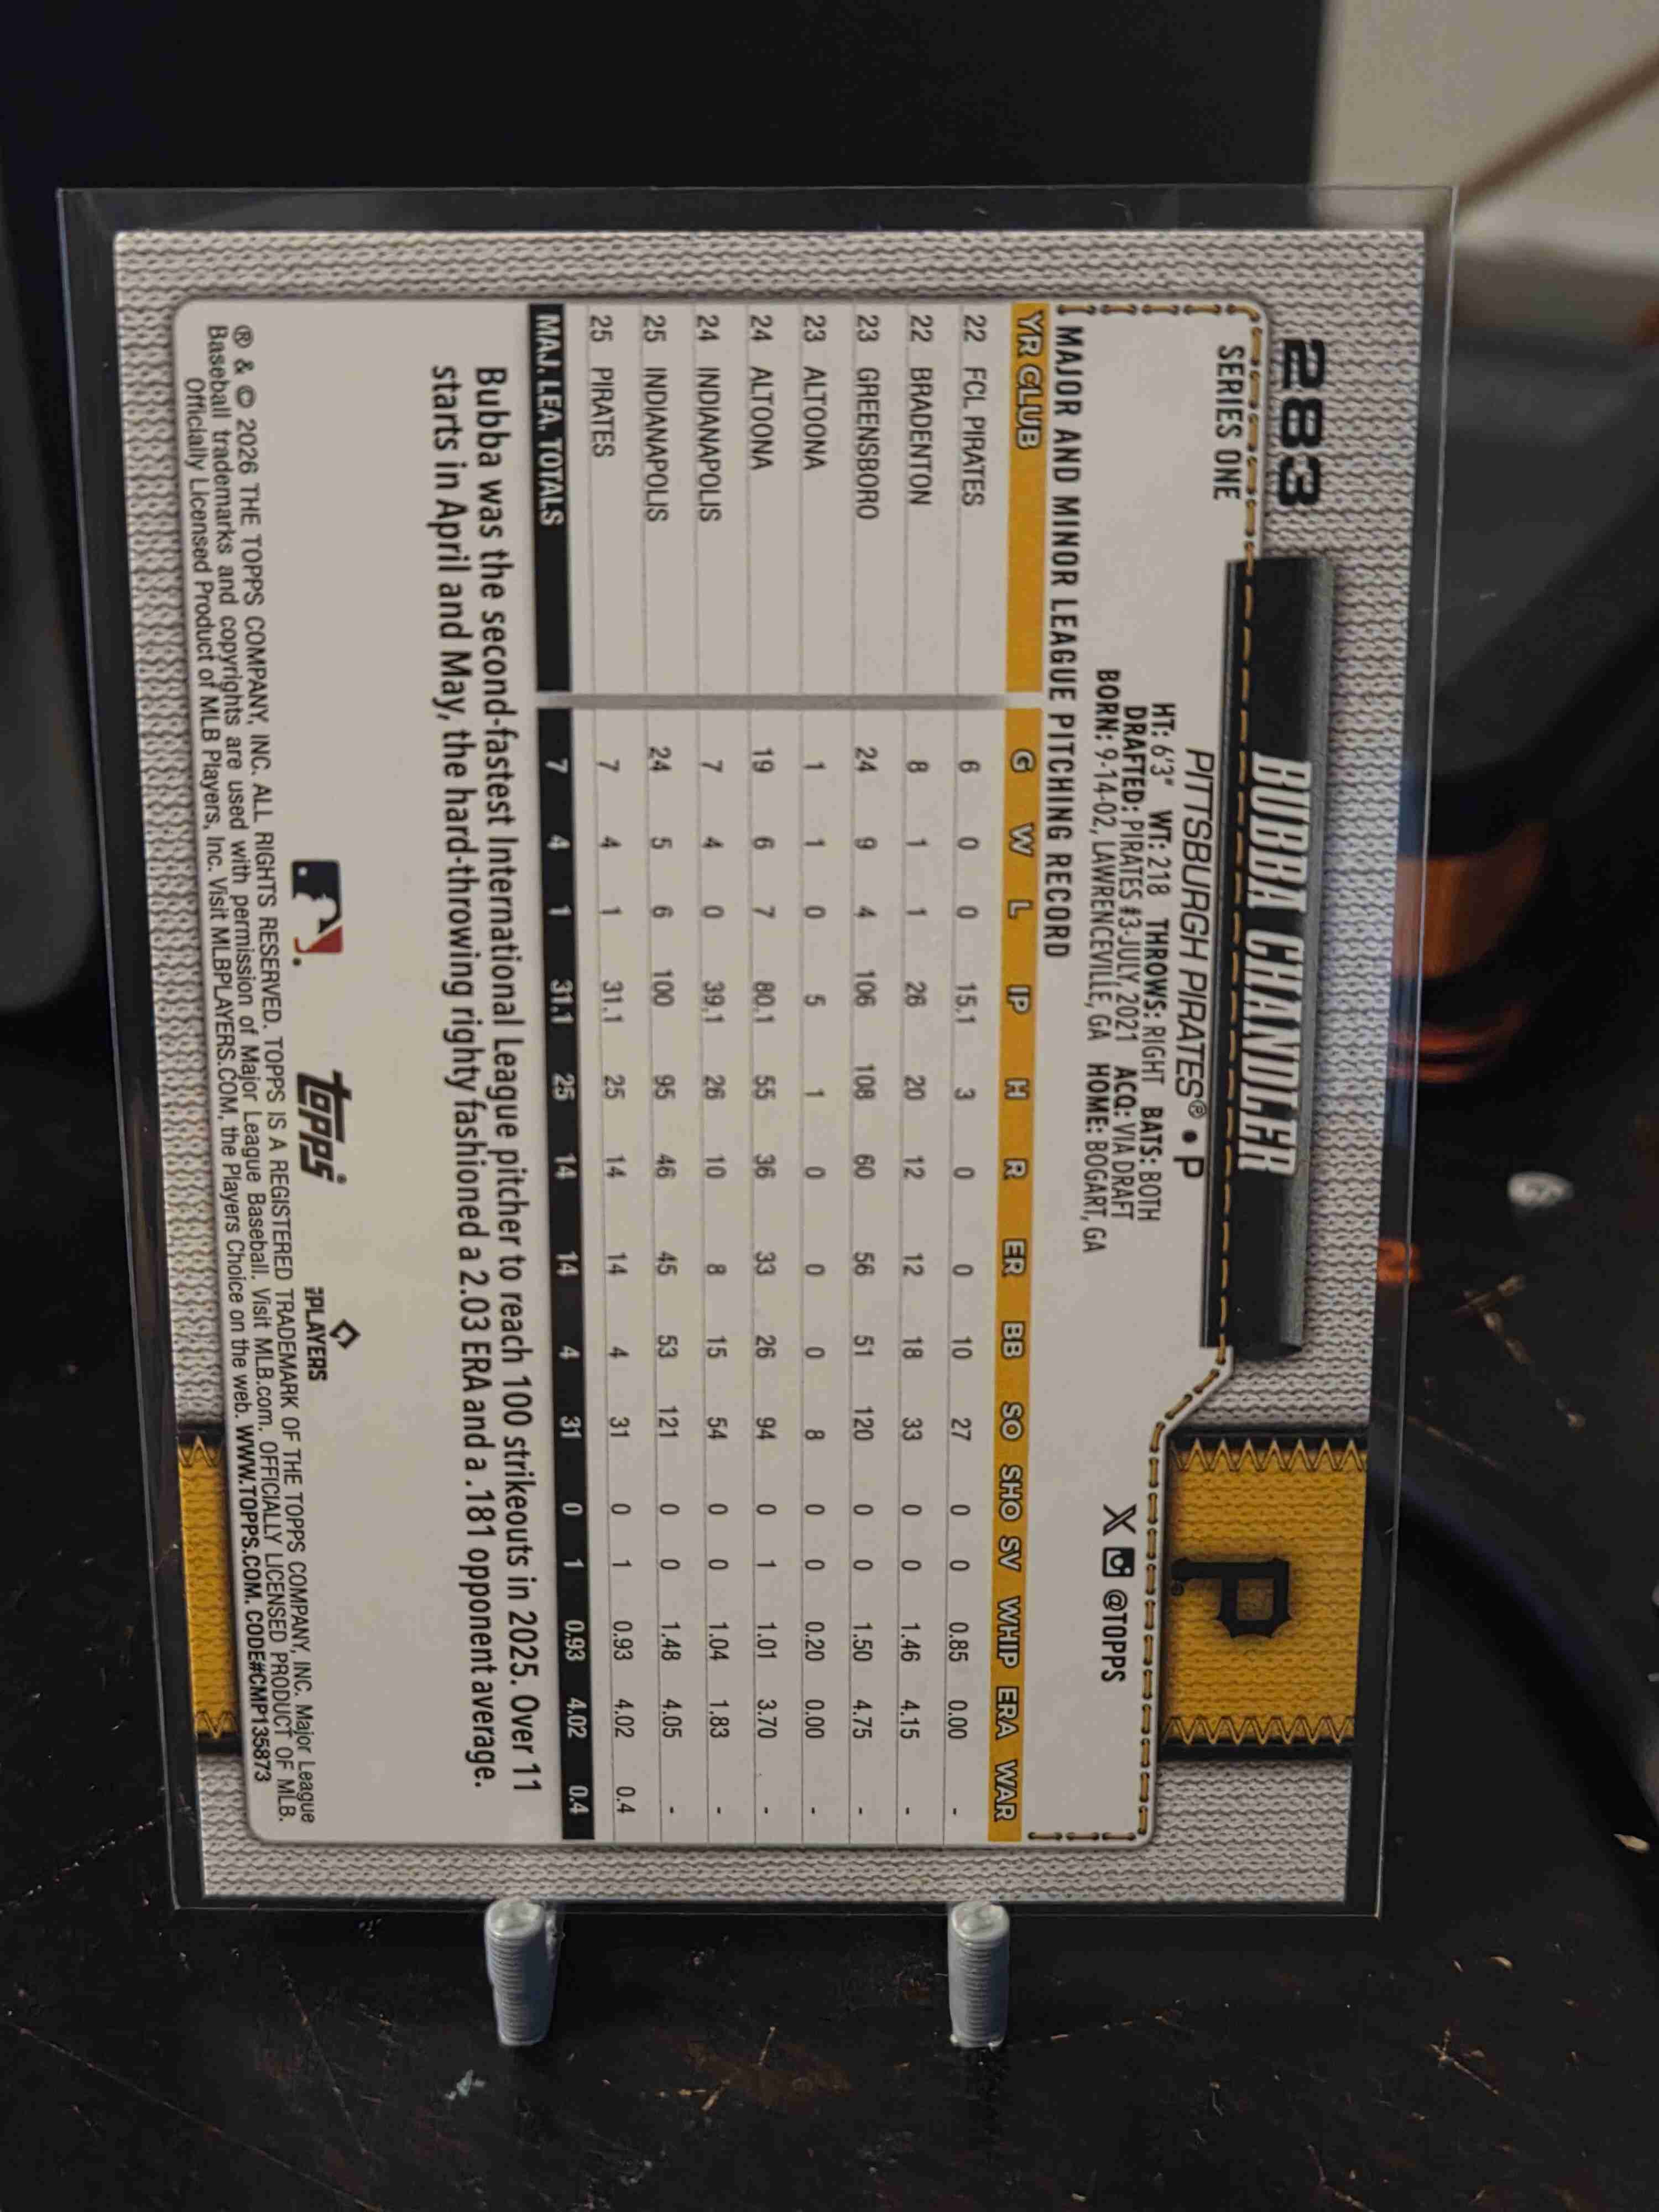 283
SERIES ONE
BUBBA CHANDLER
PITTSBURGH PIRATES® • P
HT: 6'3" WT: 218 THROWS: RIGHT BATS: BOTH
DRAFTED: PIRATES #3-JULY, 2021 ACQ: VIA DRAFT
BORN: 9-14-02, LAWRENCEVILLE, GA HOME: BOGART, GA
P
X @TOPPS
MAJOR AND MINOR LEAGUE PITCHING RECORD
YR CLUB G W L IP H R ER BB SO SHO SV WHIP ERA WAR
22 FCL PIRATES 6 0 0 15.1 3 0 0 10 27 0 0 0.85 0.00 -
22 BRADENTON 8 1 1 26 20 12 12 18 33 0 0 1.46 4.15 -
23 GREENSBORO 24 9 4 106 108 60 56 51 120 0 0 1.50 4.75 -
23 ALTOONA 1 1 0 5 1 0 0 0 8 0 0 0.20 0.00 -
24 ALTOONA 19 6 7 80.1 55 36 33 26 94 0 1 1.01 3.70 -
24 INDIANAPOLIS 7 4 0 39.1 26 10 8 15 54 0 0 1.04 1.83 -
25 INDIANAPOLIS 24 5 6 100 95 46 45 53 121 0 0 1.48 4.05 -
25 PIRATES 7 4 1 31.1 25 14 14 4 31 0 1 0.93 4.02 0.4
MAJ. LEA. TOTALS 7 4 1 31.1 25 14 14 4 31 0 1 0.93 4.02 0.4
Bubba was the second-fastest International League pitcher to reach 100 strikeouts in 2025. Over 11
starts in April and May, the hard-throwing righty fashioned a 2.03 ERA and a .181 opponent average.
topps®
PLAYERS
® & © 2026 THE TOPPS COMPANY, INC. ALL RIGHTS RESERVED. TOPPS IS A REGISTERED TRADEMARK OF THE TOPPS COMPANY, INC. Major League
Baseball trademarks and copyrights are used with permission of Major League Baseball. Visit MLB.com. OFFICIALLY LICENSED PRODUCT OF MLB.
Officially Licensed Product of MLB Players, Inc. Visit MLBPLAYERS.COM, the Players Choice on the web. WWW.TOPPS.COM. CODE#CMP135873